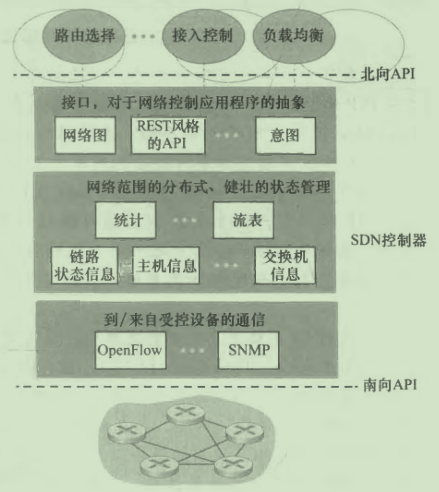 路由选择 ··· 接入控制 负载均衡
北向API
接口，对于网络控制应用程序的抽象
网络图 REST风格的API ··· 意图
网络范围的分布式、健壮的状态管理
统计 ··· 流表
SDN控制器
链路状态信息 主机信息 ··· 交换机信息
到/来自受控设备的通信
OpenFlow ··· SNMP
南向API